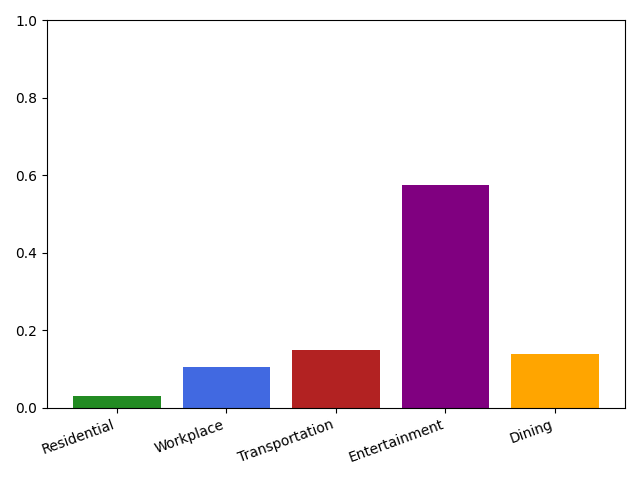 1.0
0.8
0.6
0.4
0.2
0.0
Residential
Workplace
Transportation
Entertainment
Dining